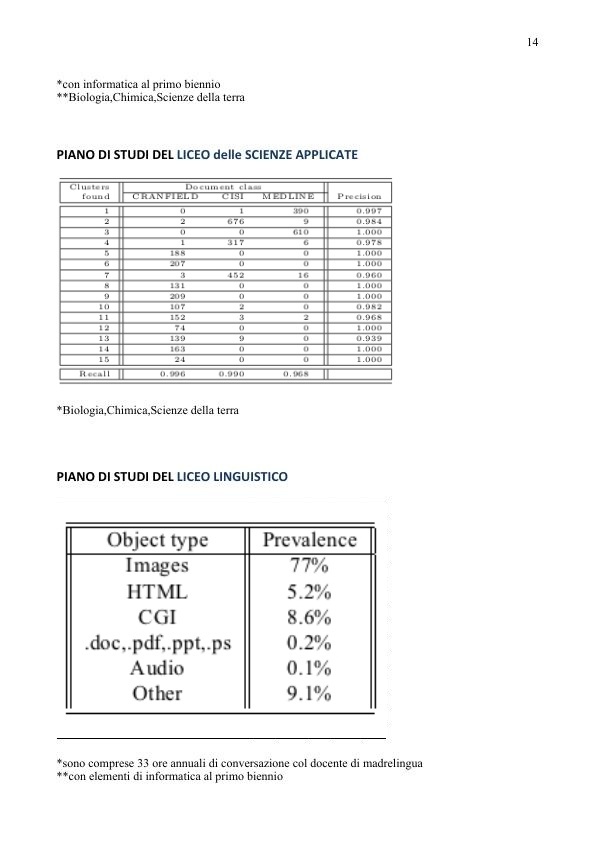 14
*con informatica al primo biennio
**Biologia,Chimica,Scienze della terra
PIANO DI STUDI DEL LICEO delle SCIENZE APPLICATE
Clusters Document class
found CRANFIELD CISI MEDLINE Precision
1 0 1 390 0.997
2 2 676 9 0.984
3 0 0 610 1.000
4 1 317 6 0.978
5 188 0 0 1.000
6 207 0 0 1.000
7 3 452 16 0.960
8 131 0 0 1.000
9 209 0 0 1.000
10 107 2 0 0.982
11 152 3 2 0.968
12 74 0 0 1.000
13 139 9 0 0.939
14 163 0 0 1.000
15 24 0 0 1.000
Recall 0.996 0.990 0.968
*Biologia,Chimica,Scienze della terra
PIANO DI STUDI DEL LICEO LINGUISTICO
Object type Prevalence
Images 77%
HTML 5.2%
CGI 8.6%
.doc,.pdf,.ppt,.ps 0.2%
Audio 0.1%
Other 9.1%
*sono comprese 33 ore annuali di conversazione col docente di madrelingua
**con elementi di informatica al primo biennio